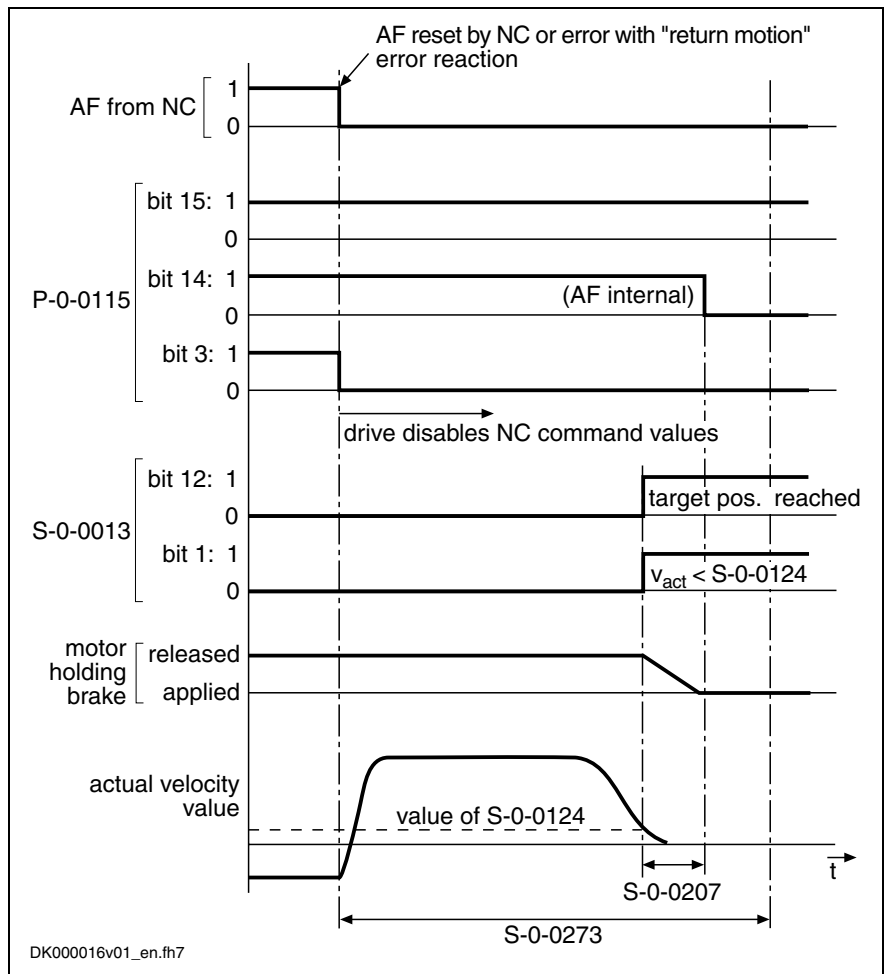 AF reset by NC or error with "return motion"
error reaction
AF from NC
1
0
P-0-0115
bit 15: 1
0
bit 14: 1
(AF internal)
0
bit 3: 1
0
drive disables NC command values
S-0-0013
bit 12: 1
target pos. reached
0
bit 1: 1
vact < S-0-0124
0
motor
holding
brake
released
applied
actual velocity
value
value of S-0-0124
t
S-0-0207
S-0-0273
DK000016v01_en.fh7